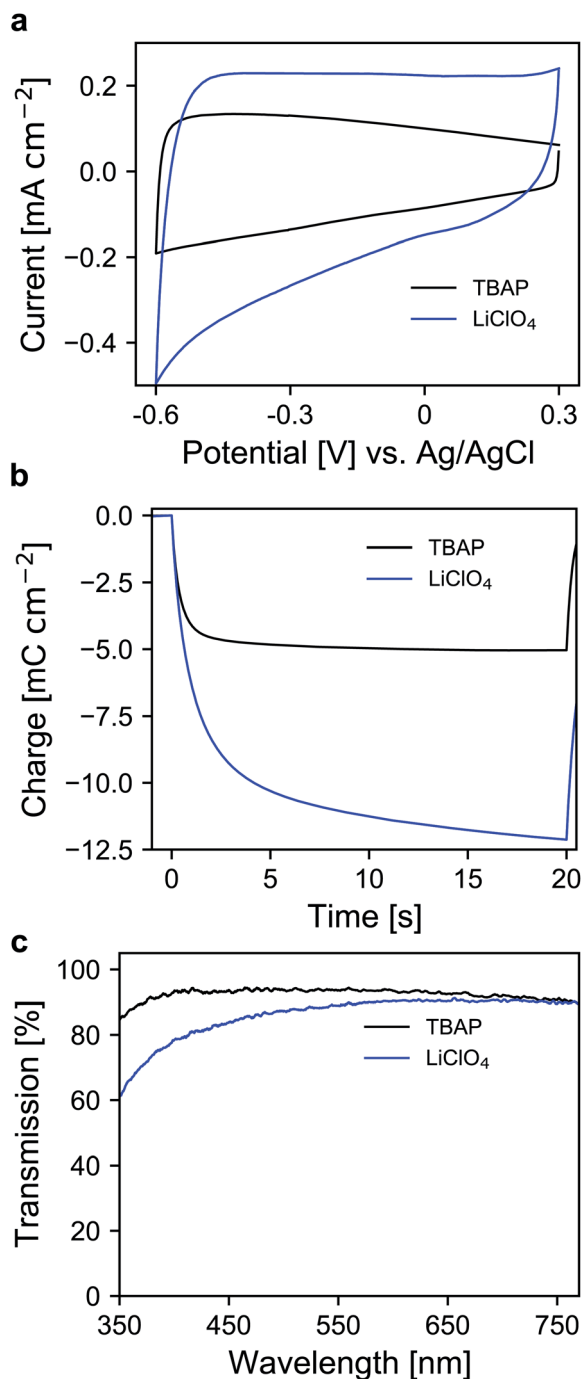 a
Current [mA cm⁻²]
0.2
0.0
−0.2
−0.4
TBAP
LiClO₄
-0.6 -0.3 0 0.3
Potential [V] vs. Ag/AgCl
b
Charge [mC cm⁻²]
0.0
−2.5
−5.0
−7.5
−10.0
−12.5
TBAP
LiClO₄
0 5 10 15 20
Time [s]
c
Transmission [%]
100
80
60
40
20
0
TBAP
LiClO₄
350 450 550 650 750
Wavelength [nm]